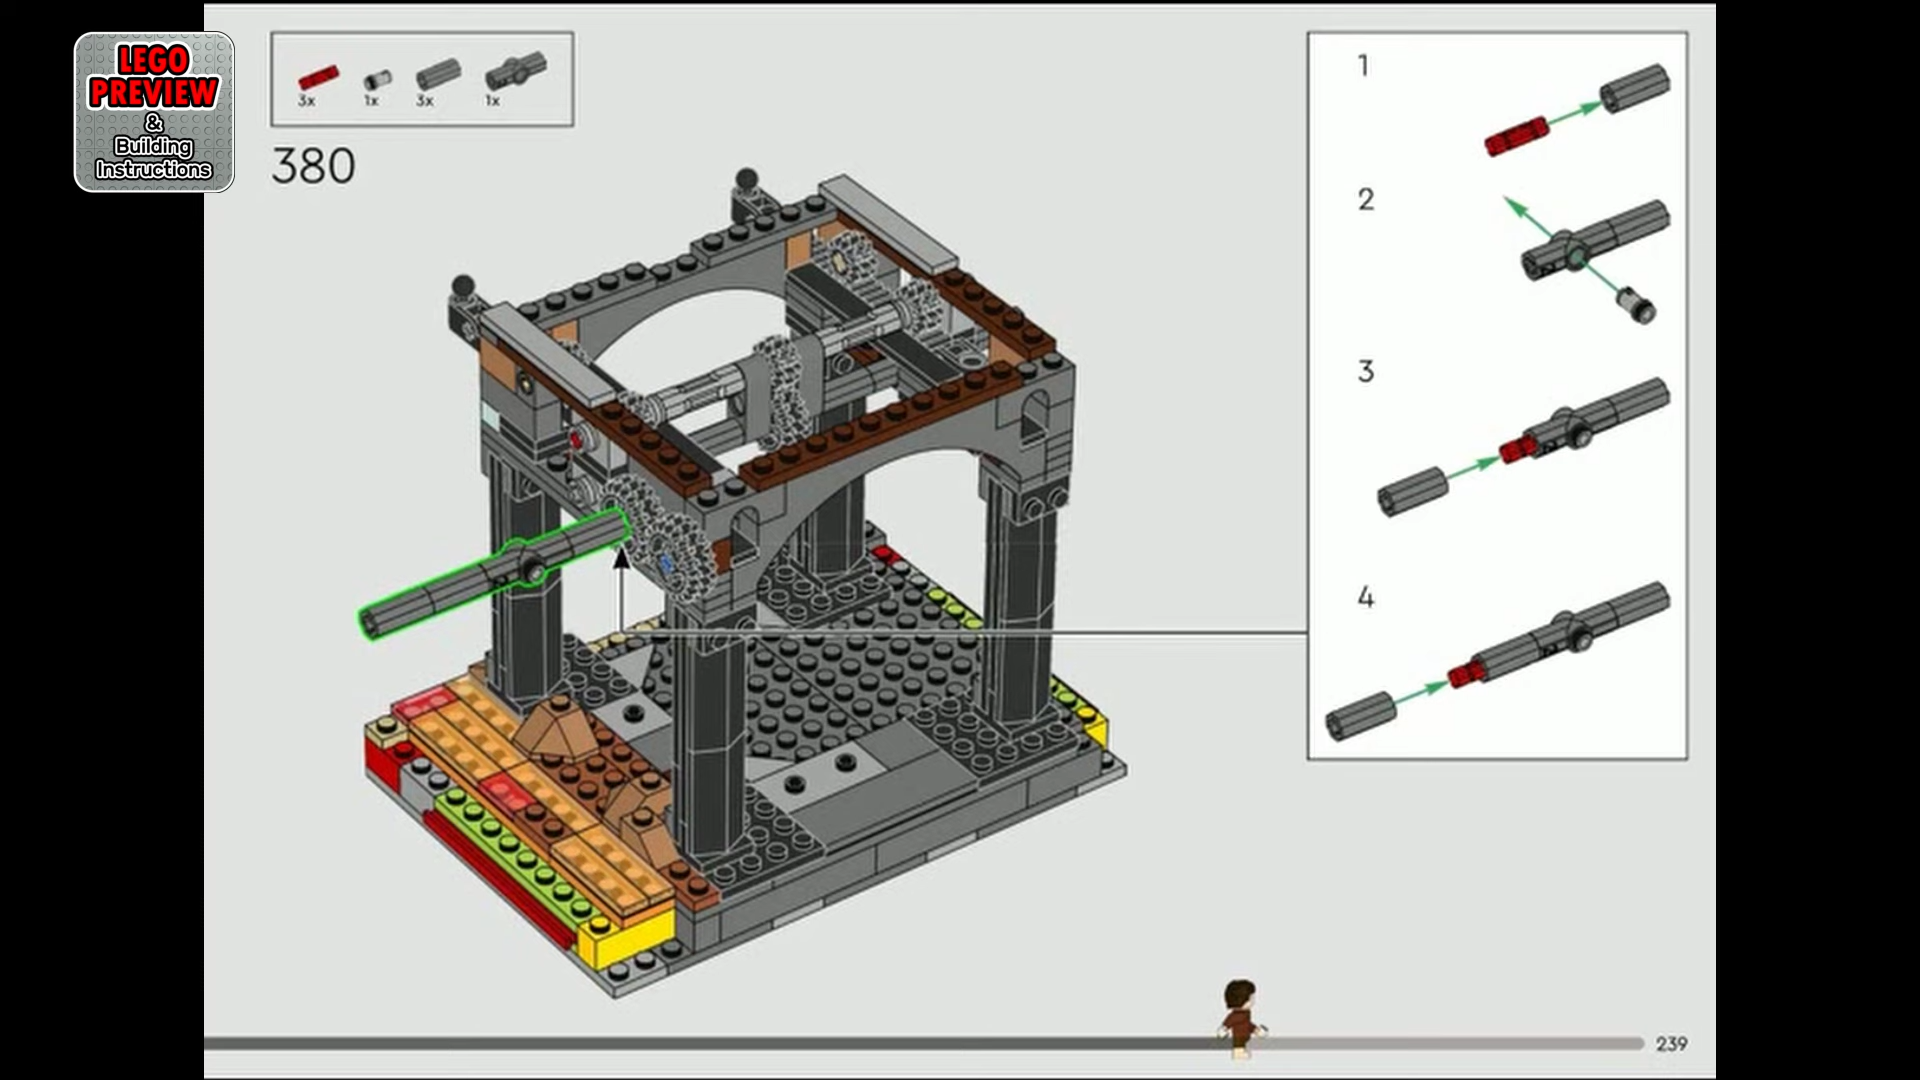 LEGO
PREVIEW
&
Building
Instructions
3x 1x 3x 1x
380
1
2
3
4
239